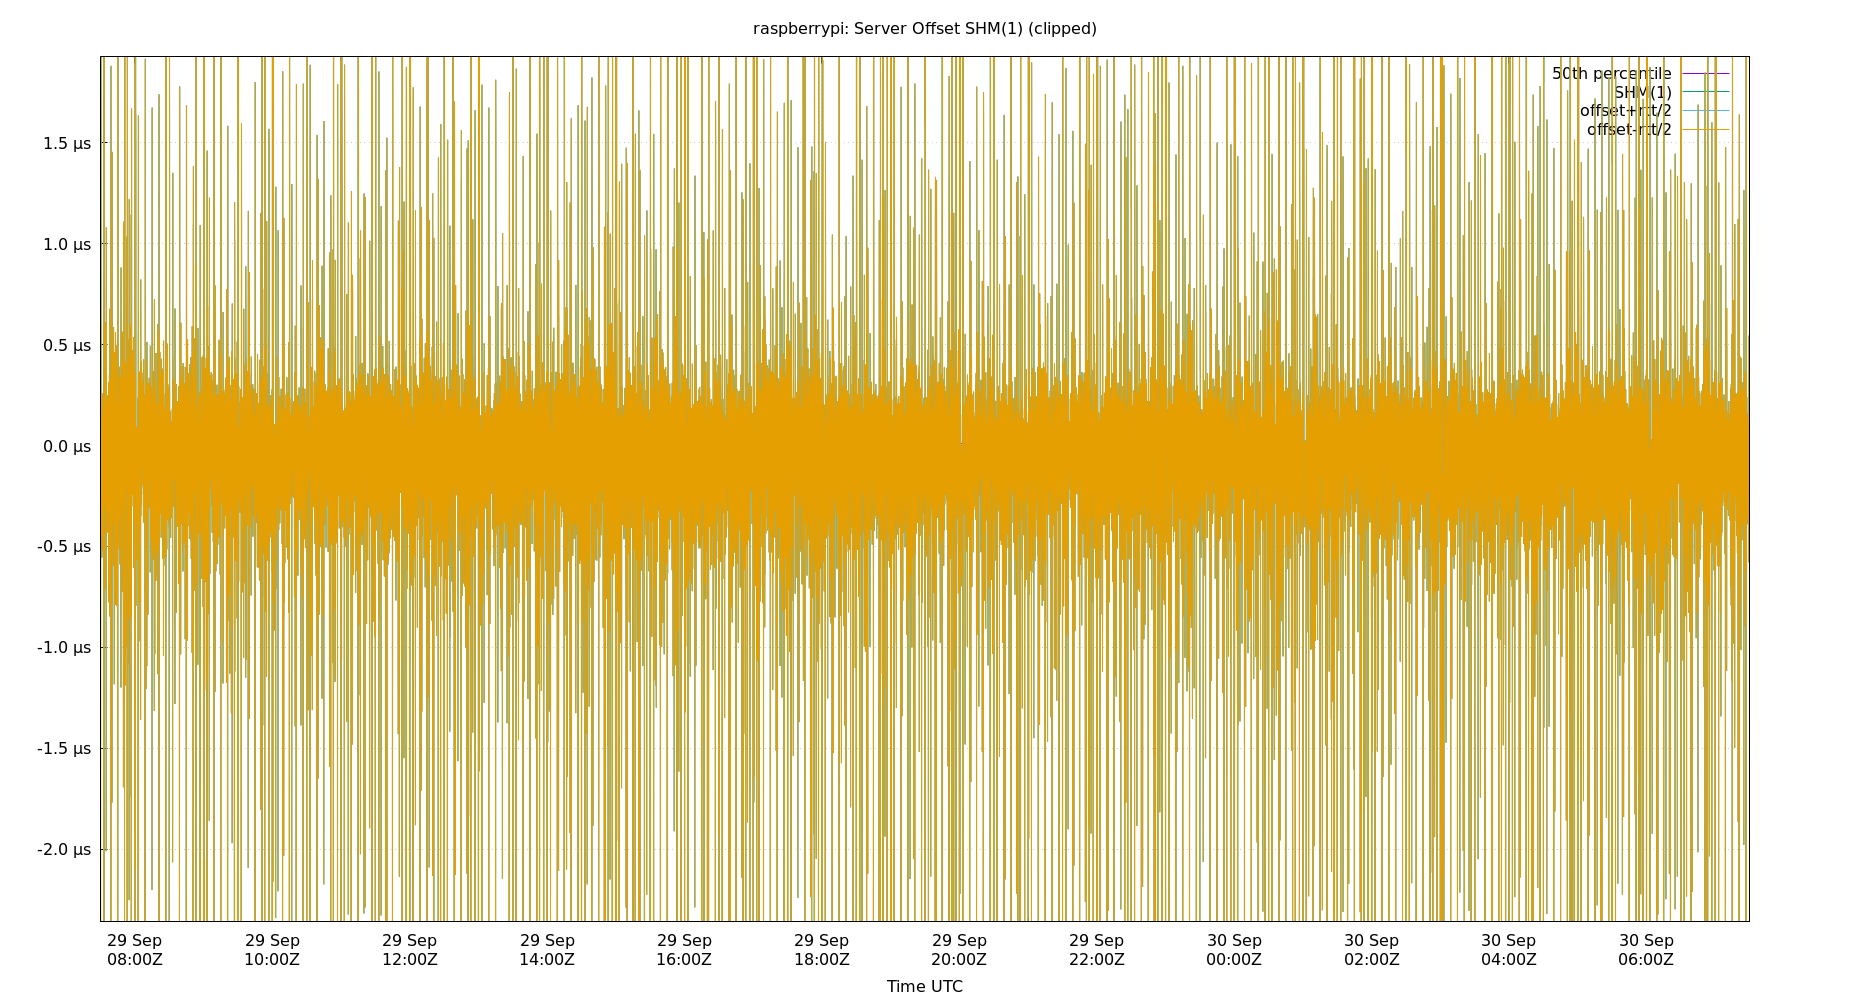 raspberrypi: Server Offset SHM(1) (clipped)
50th percentile
SHM(1)
offset+rtt/2
offset-rtt/2
1.5 µs
1.0 µs
0.5 µs
0.0 µs
-0.5 µs
-1.0 µs
-1.5 µs
-2.0 µs
29 Sep 29 Sep 29 Sep 29 Sep 29 Sep 29 Sep 29 Sep 29 Sep 30 Sep 30 Sep 30 Sep 30 Sep
08:00Z 10:00Z 12:00Z 14:00Z 16:00Z 18:00Z 20:00Z 22:00Z 00:00Z 02:00Z 04:00Z 06:00Z
Time UTC